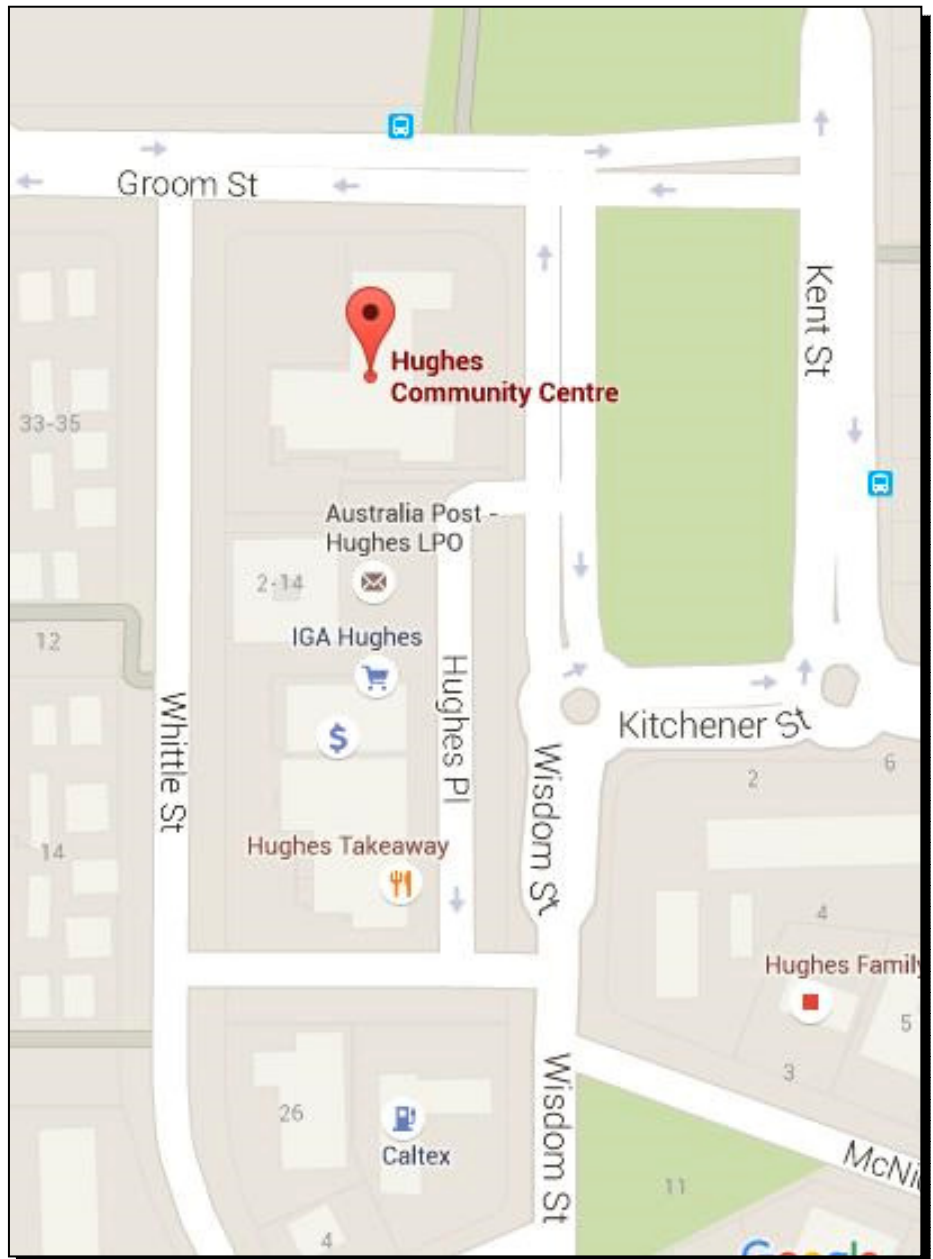 Groom St
Kent St
Hughes
Community Centre
33-35
Australia Post -
Hughes LPO
2-14
12
IGA Hughes
Hughes Pl
Whittle St
$
Kitchener St
Wisdom St
2
6
Hughes Takeaway
14
4
Hughes Family
5
3
Wisdom St
26
Caltex
McNi
11
4
Google